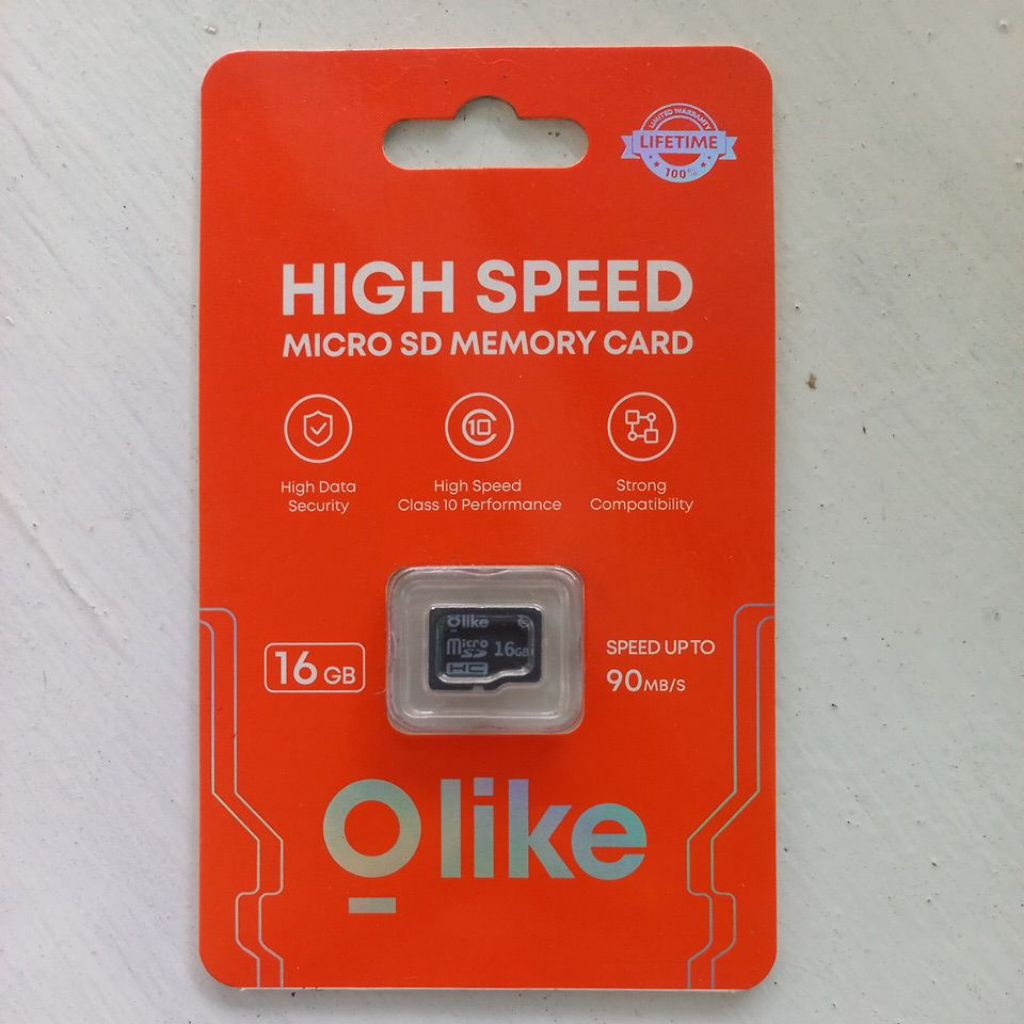 LIMITED WARRANTY
LIFETIME
100%
HIGH SPEED
MICRO SD MEMORY CARD
10
High Data
Security
High Speed
Class 10 Performance
Strong
Compatibility
Olike
micro
SD
HC
16GB
16 GB
SPEED UP TO
90MB/S
Olike